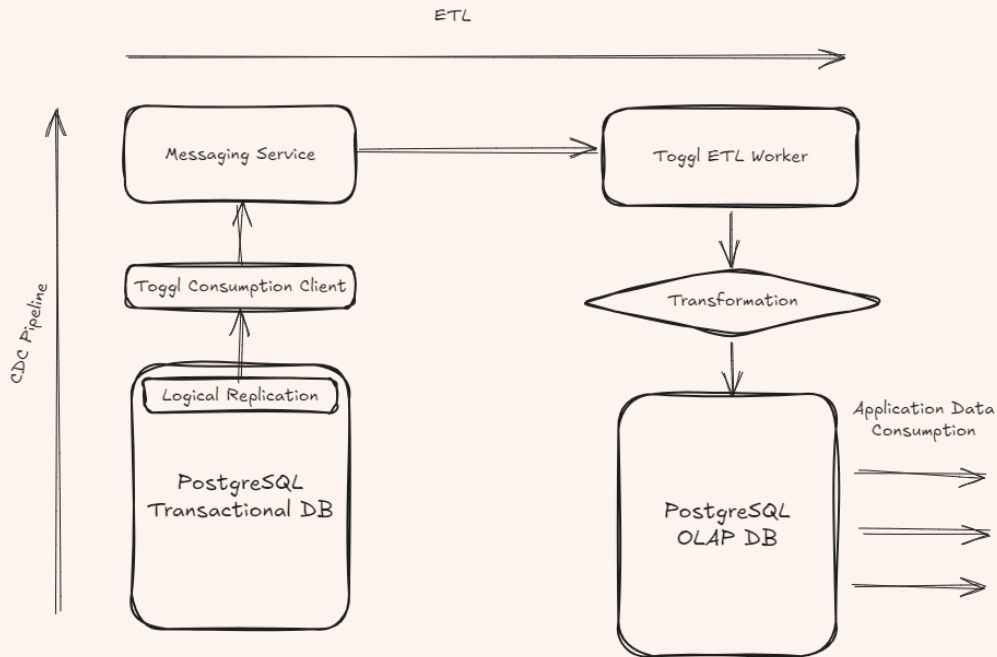 ETL
Messaging Service
Toggl ETL Worker
Toggl Consumption Client
Transformation
CDC Pipeline
Logical Replication
PostgreSQL
Transactional DB
PostgreSQL
OLAP DB
Application Data
Consumption